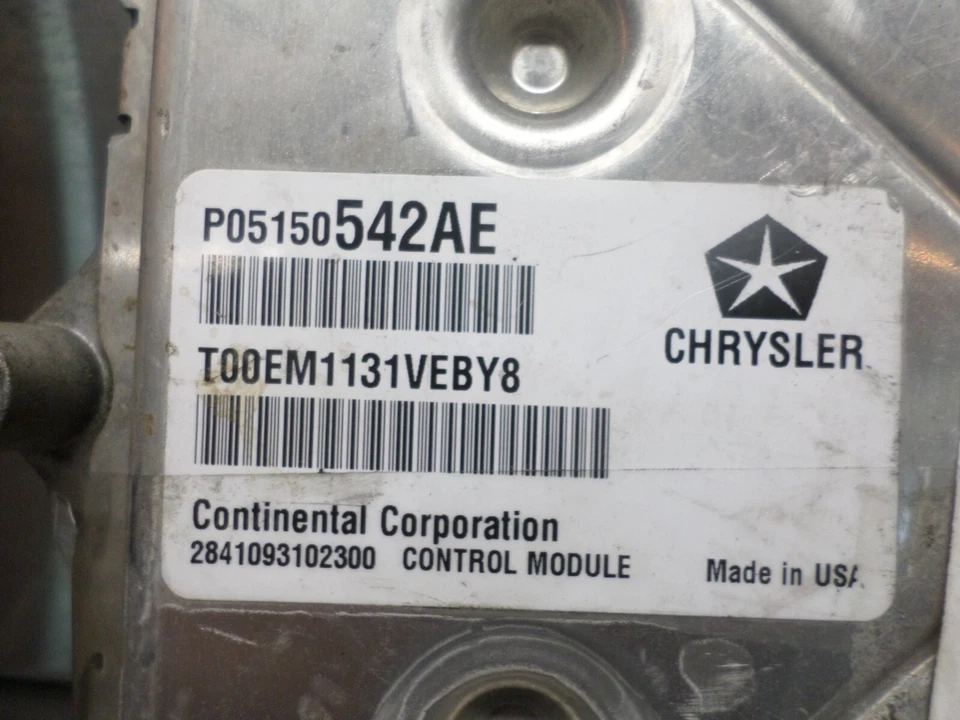 P05150542AE
CHRYSLER
T00EM1131VEBY8
Continental Corporation
2841093102300 CONTROL MODULE
Made in USA